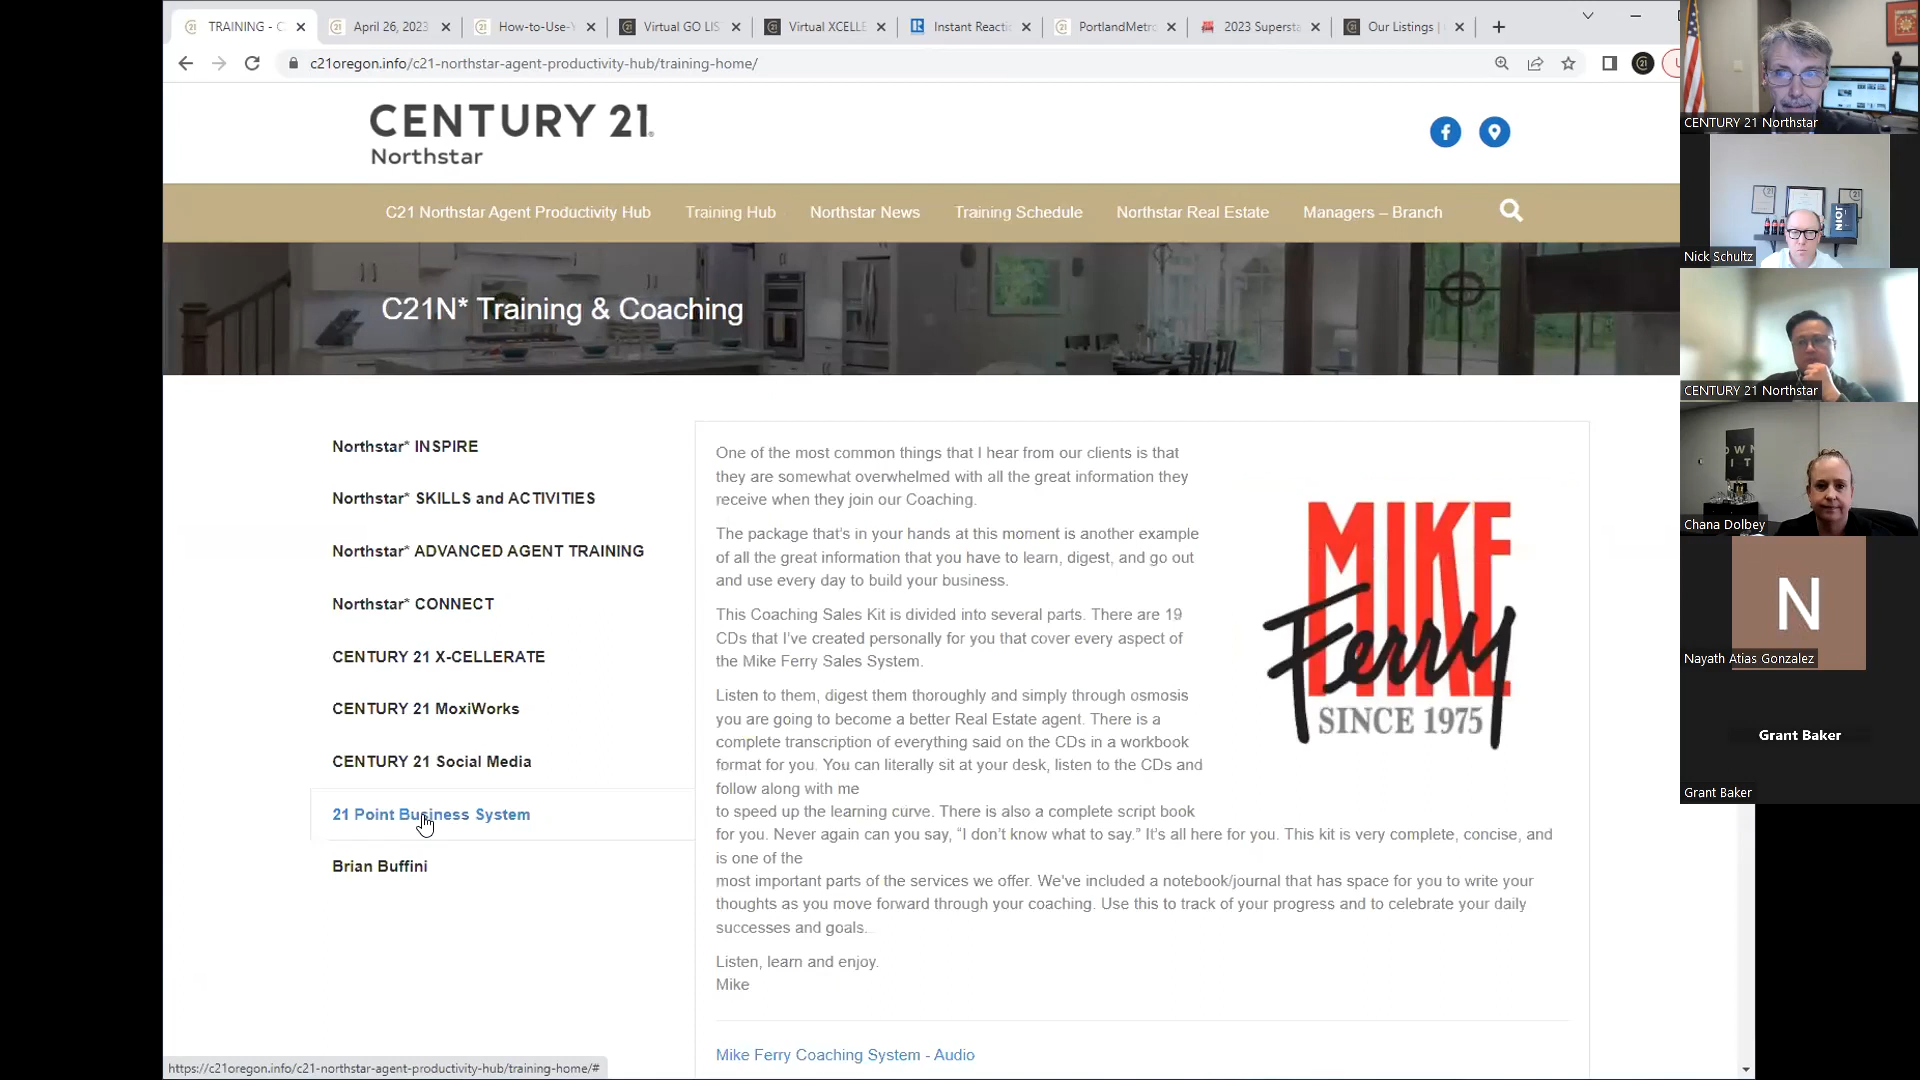 TRAINING - C
April 26, 2023
How-to-Use-Y
Virtual GO LIS
Virtual XCELLE
Instant Reacti
PortlandMetro
2023 Supersta
Our Listings |
c21oregon.info/c21-northstar-agent-productivity-hub/training-home/
CENTURY 21
Northstar
C21 Northstar Agent Productivity Hub
Training Hub
Northstar News
Training Schedule
Northstar Real Estate
Managers – Branch
C21N* Training & Coaching
Northstar* INSPIRE
Northstar* SKILLS and ACTIVITIES
Northstar* ADVANCED AGENT TRAINING
Northstar* CONNECT
CENTURY 21 X-CELLERATE
CENTURY 21 MoxiWorks
CENTURY 21 Social Media
21 Point Business System
Brian Buffini
One of the most common things that I hear from our clients is that
they are somewhat overwhelmed with all the great information they
receive when they join our Coaching.
The package that's in your hands at this moment is another example
of all the great information that you have to learn, digest, and go out
and use every day to build your business.
This Coaching Sales Kit is divided into several parts. There are 19
CDs that I've created personally for you that cover every aspect of
the Mike Ferry Sales System.
Listen to them, digest them thoroughly and simply through osmosis
you are going to become a better Real Estate agent. There is a
complete transcription of everything said on the CDs in a workbook
format for you. You can literally sit at your desk, listen to the CDs and
follow along with me
to speed up the learning curve. There is also a complete script book
for you. Never again can you say, “I don't know what to say.” It's all here for you. This kit is very complete, concise, and
is one of the
most important parts of the services we offer. We've included a notebook/journal that has space for you to write your
thoughts as you move forward through your coaching. Use this to track of your progress and to celebrate your daily
successes and goals.
Listen, learn and enjoy.
Mike
MIKE
Ferry
SINCE 1975
Mike Ferry Coaching System - Audio
https://c21oregon.info/c21-northstar-agent-productivity-hub/training-home/#
CENTURY 21 Northstar
JOIN
Nick Schultz
CENTURY 21 Northstar
OWN
IT
Chana Dolbey
N
Nayath Atias Gonzalez
Grant Baker
Grant Baker